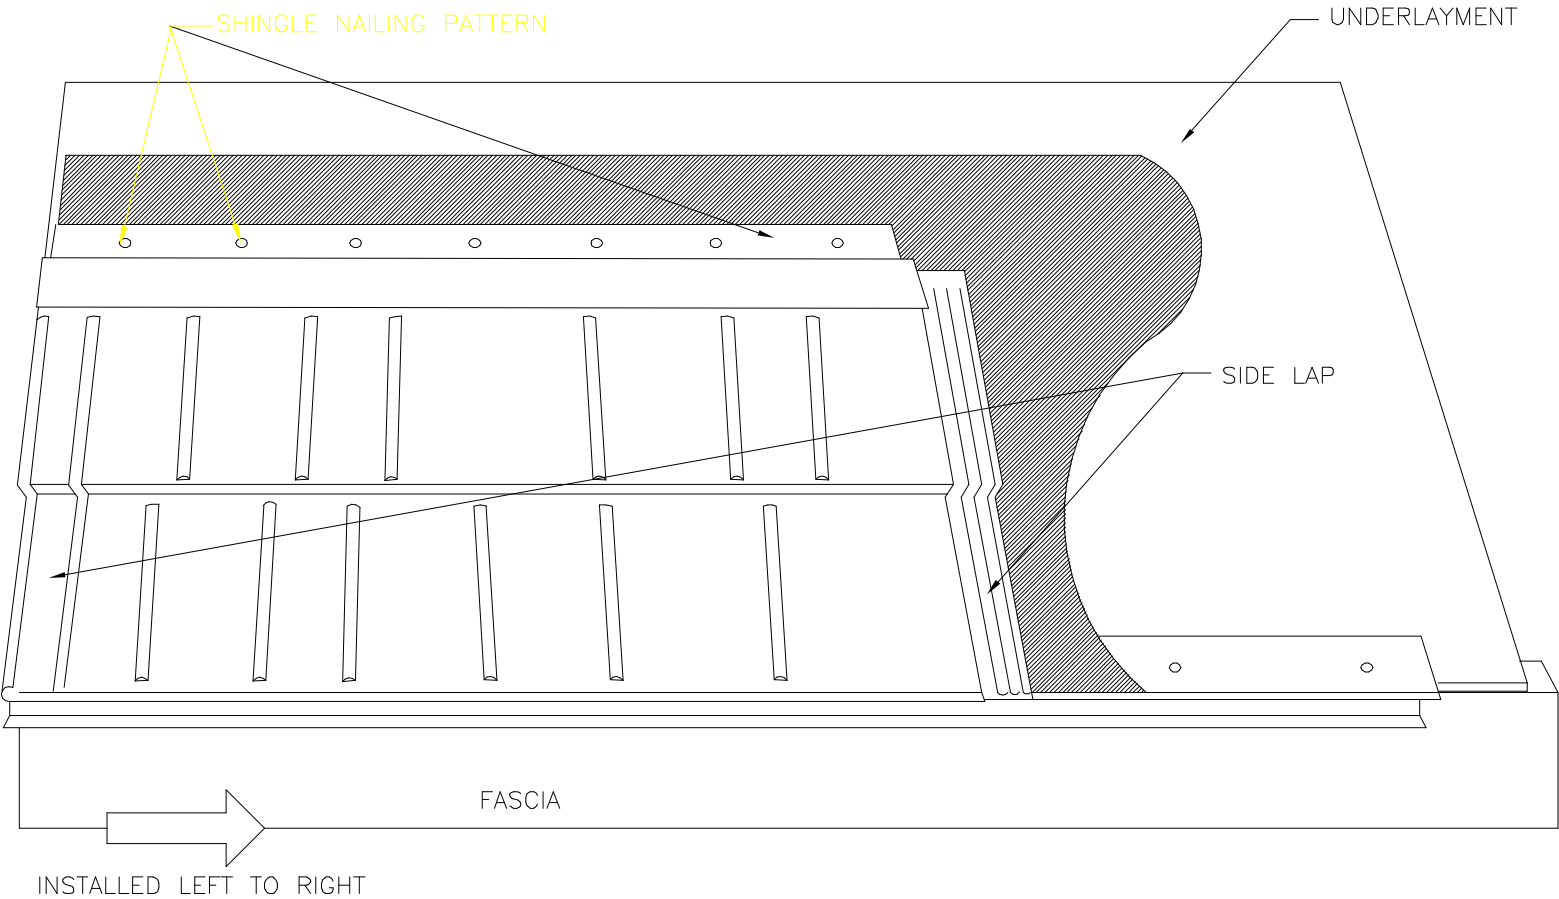 SHINGLE NAILING PATTERN
UNDERLAYMENT
SIDE LAP
FASCIA
INSTALLED LEFT TO RIGHT